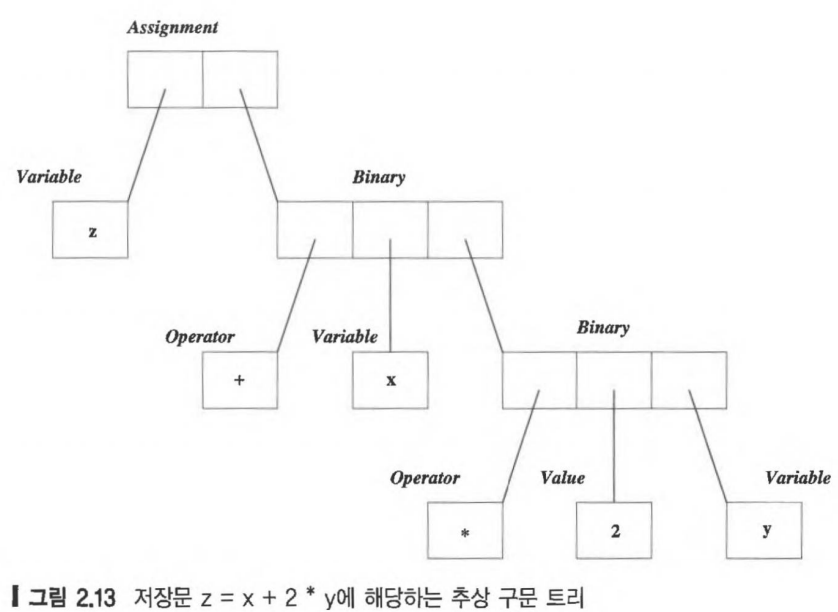 Assignment
Variable
Binary
z
Operator
Variable
Binary
+
x
Operator
Value
Variable
*
2
y
그림 2.13 저장문 z = x + 2 * y에 해당하는 추상 구문 트리